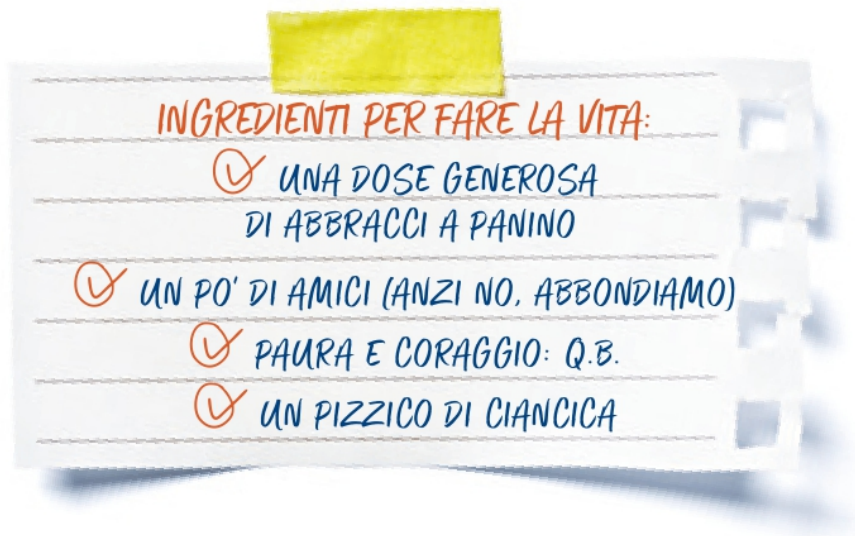 INGREDIENTI PER FARE LA VITA:
UNA DOSE GENEROSA
DI ABBRACCI A PANINO
UN PO' DI AMICI (ANZI NO, ABBONDIAMO)
PAURA E CORAGGIO: Q.B.
UN PIZZICO DI CIANCICA